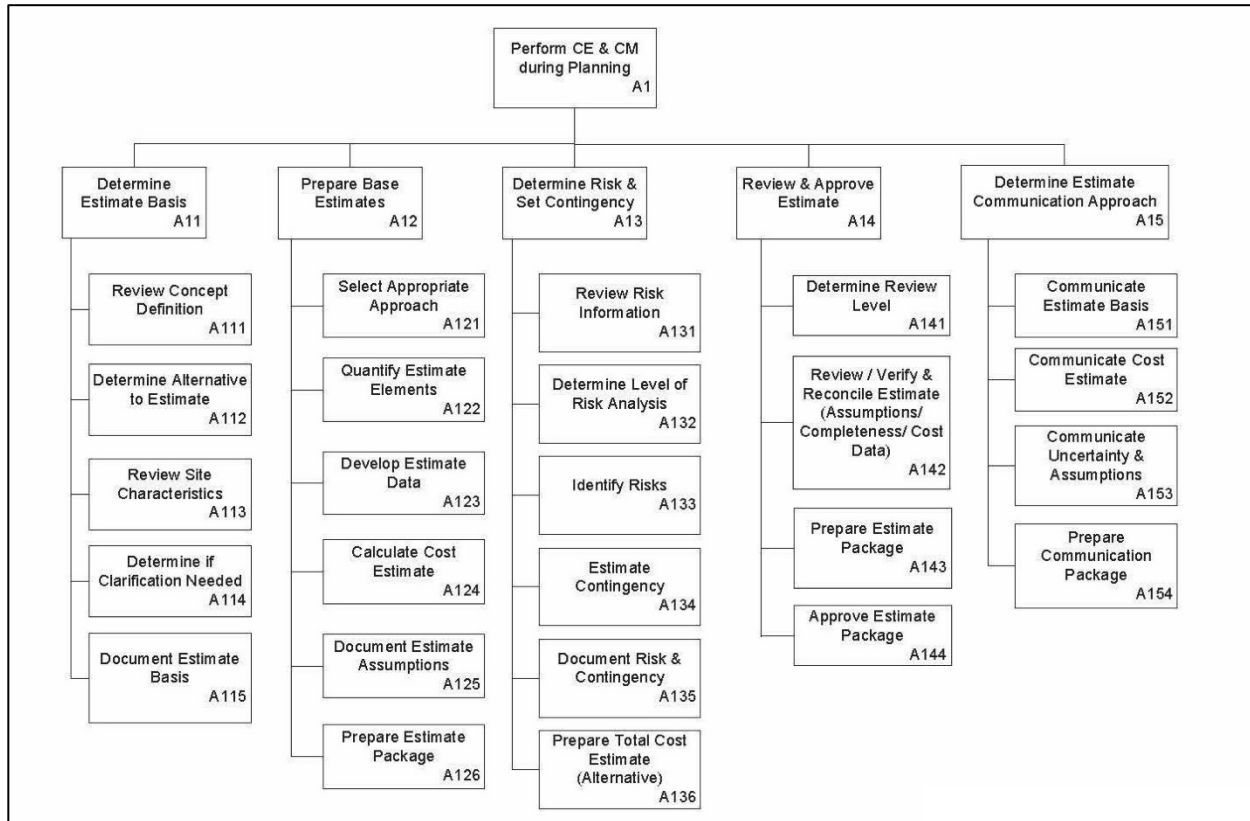 Perform CE & CM
during Planning
A1
Determine
Estimate Basis
A11
Review Concept
Definition
A111
Determine Alternative
to Estimate
A112
Review Site
Characteristics
A113
Determine if
Clarification Needed
A114
Document Estimate
Basis
A115
Prepare Base
Estimates
A12
Select Appropriate
Approach
A121
Quantify Estimate
Elements
A122
Develop Estimate
Data
A123
Calculate Cost
Estimate
A124
Document Estimate
Assumptions
A125
Prepare Estimate
Package
A126
Determine Risk &
Set Contingency
A13
Review Risk
Information
A131
Determine Level of
Risk Analysis
A132
Identify Risks
A133
Estimate
Contingency
A134
Document Risk &
Contingency
A135
Prepare Total Cost
Estimate
(Alternative)
A136
Review & Approve
Estimate
A14
Determine Review
Level
A141
Review / Verify &
Reconcile Estimate
(Assumptions/
Completeness/ Cost
Data)
A142
Prepare Estimate
Package
A143
Approve Estimate
Package
A144
Determine Estimate
Communication Approach
A15
Communicate
Estimate Basis
A151
Communicate Cost
Estimate
A152
Communicate
Uncertainty &
Assumptions
A153
Prepare
Communication
Package
A154